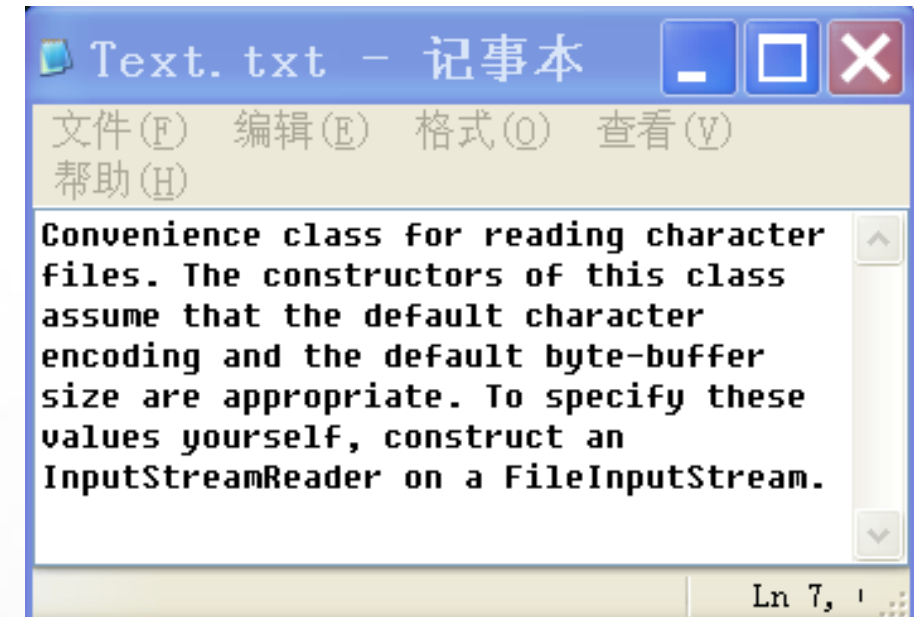 Text.txt - 记事本
文件(F) 编辑(E) 格式(O) 查看(V)
帮助(H)
Convenience class for reading character
files. The constructors of this class
assume that the default character
encoding and the default byte-buffer
size are appropriate. To specify these
values yourself, construct an
InputStreamReader on a FileInputStream.
Ln 7,